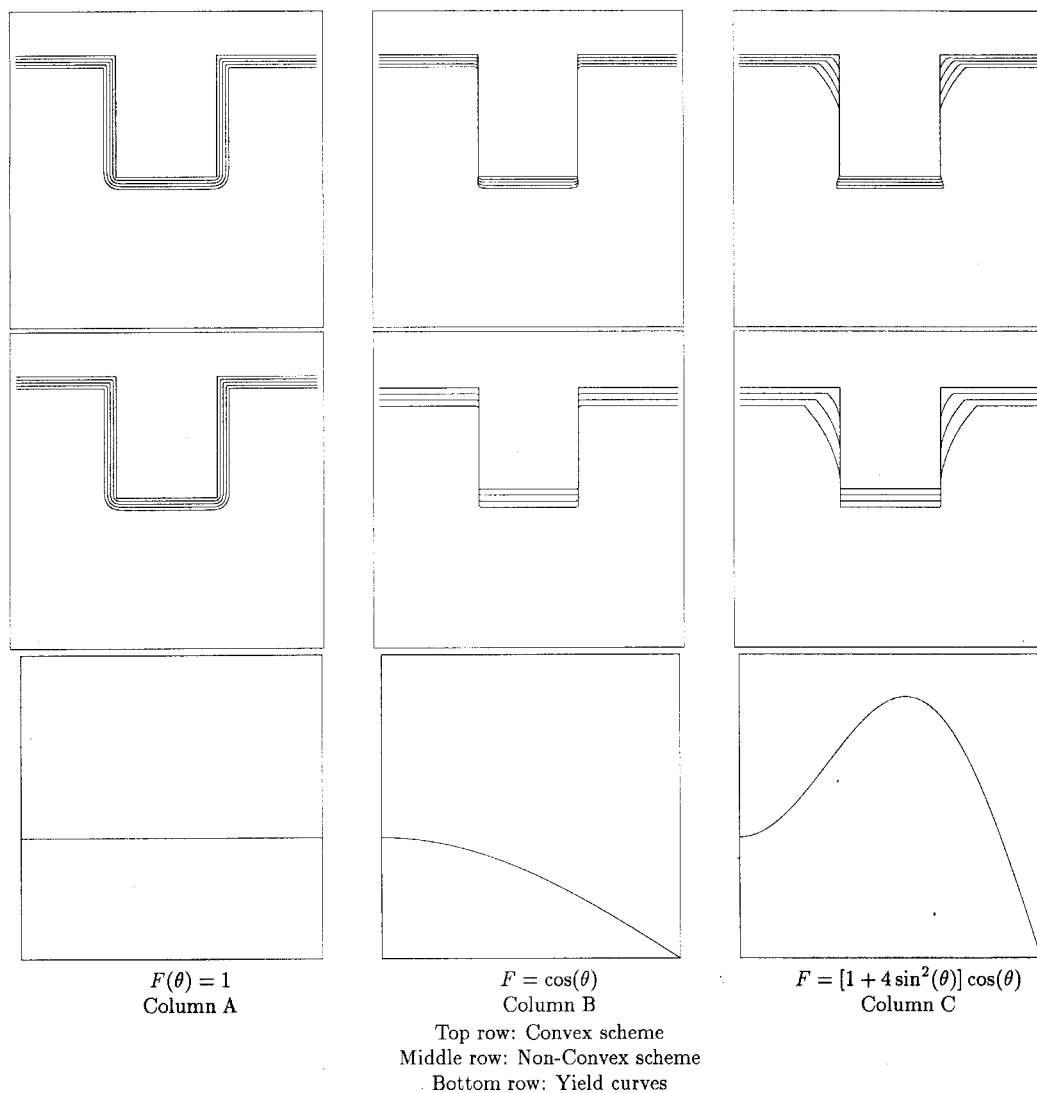 F(θ) = 1
Column A
F = cos(θ)
Column B
F = [1 + 4 sin²(θ)] cos(θ)
Column C
Top row: Convex scheme
Middle row: Non-Convex scheme
Bottom row: Yield curves